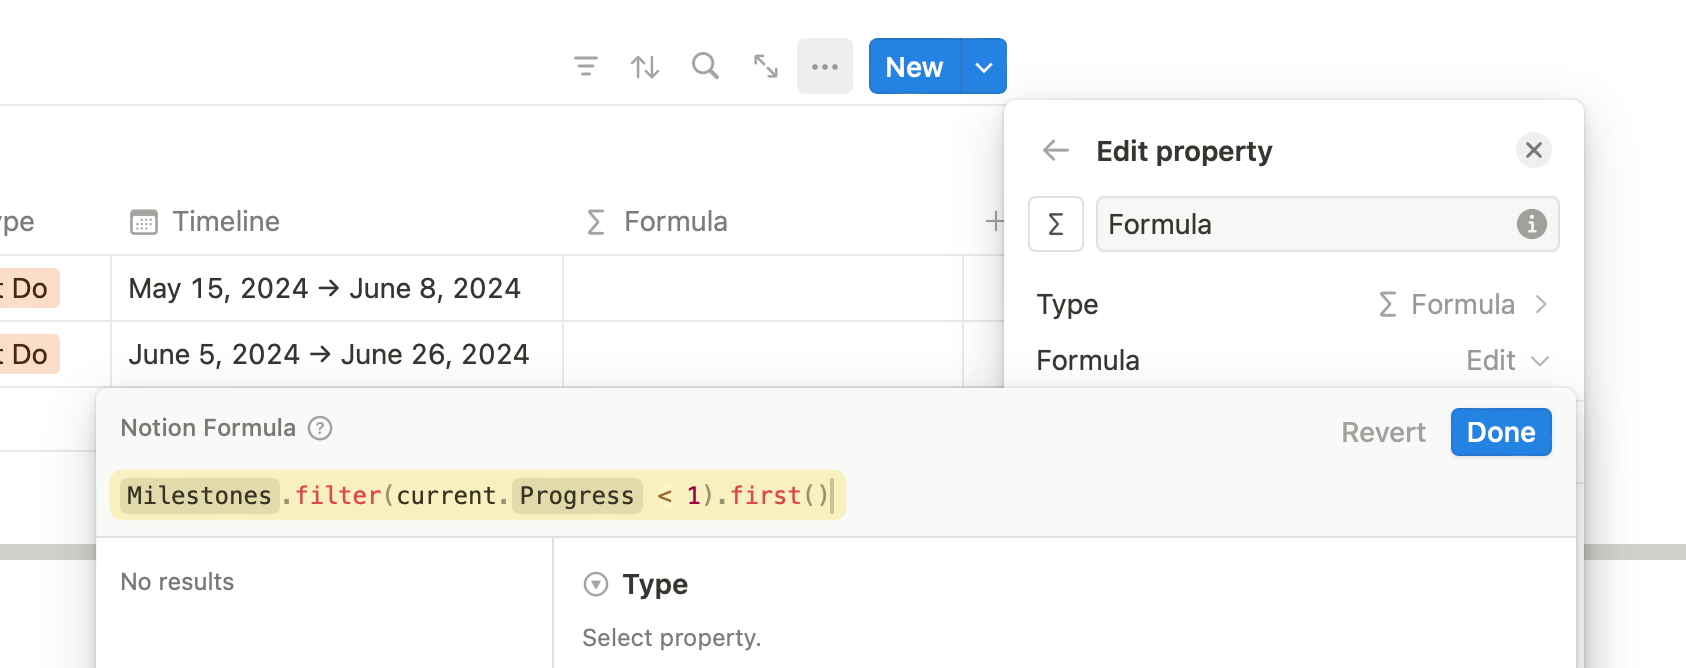 New
Edit property
ype
Timeline
Formula
Formula
t Do
May 15, 2024 → June 8, 2024
Type
Formula
t Do
June 5, 2024 → June 26, 2024
Formula
Edit
Notion Formula
Revert
Done
Milestones.filter(current.Progress < 1).first()
No results
Type
Select property.